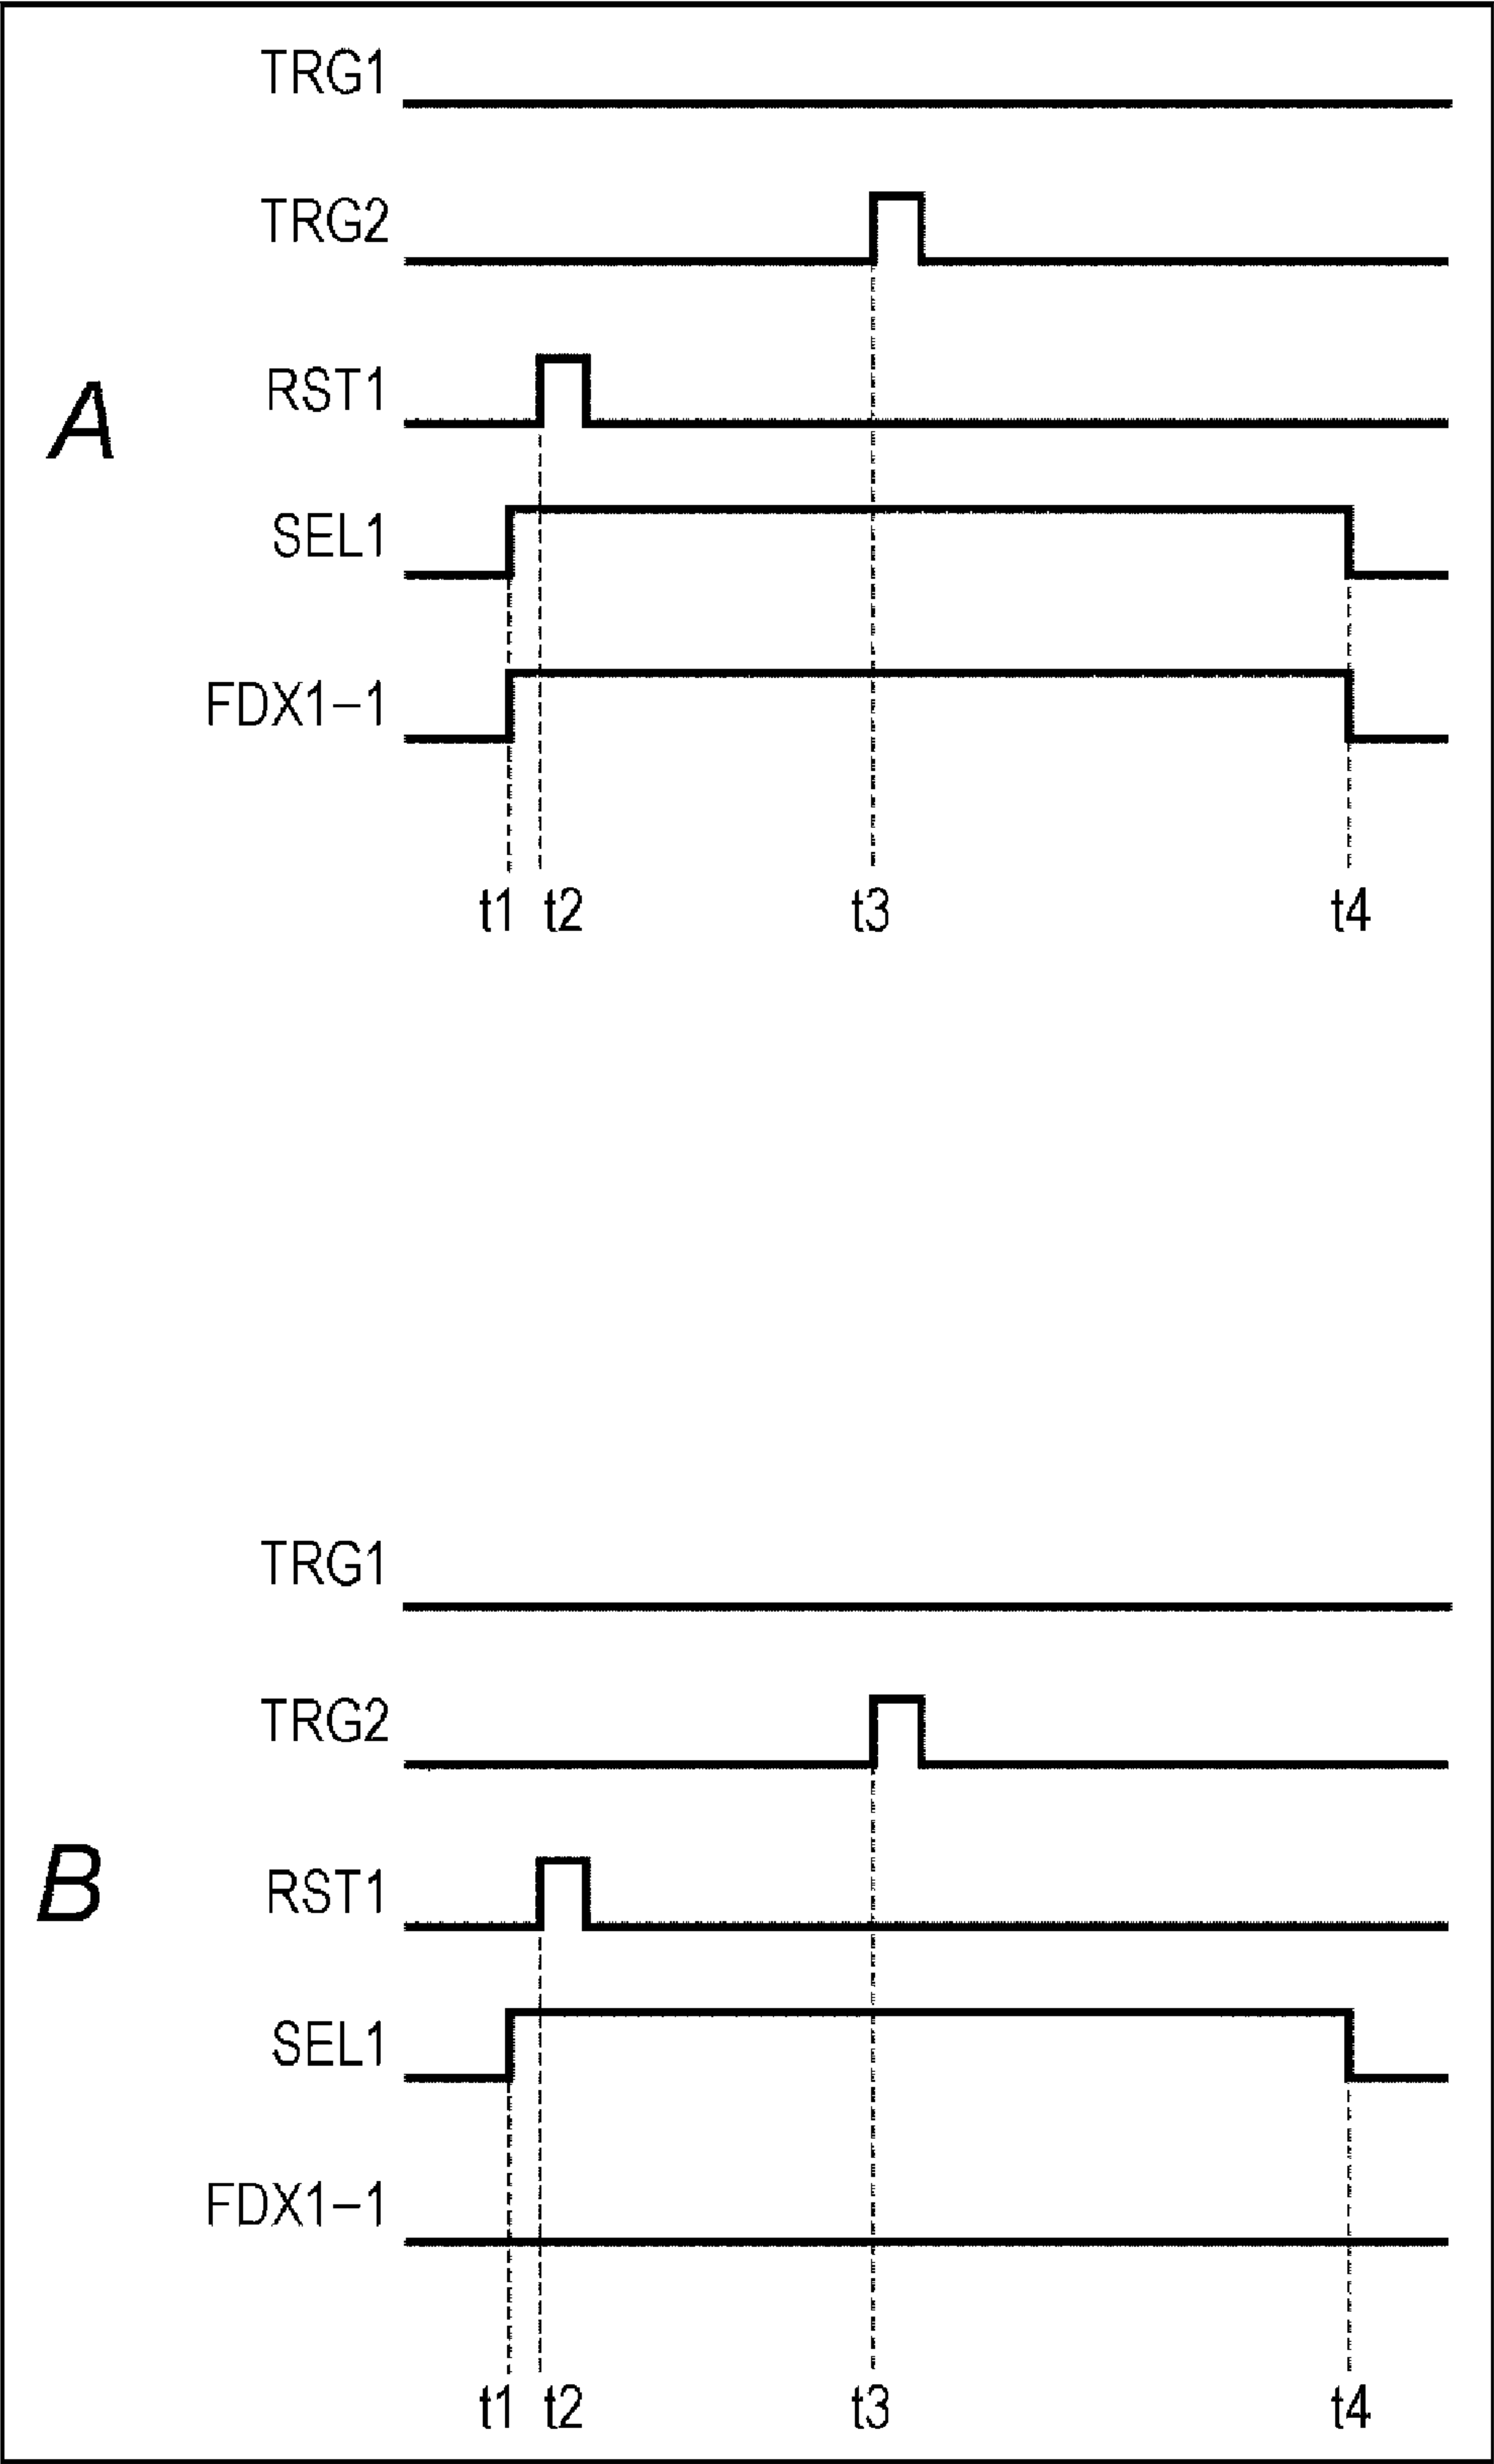 TRG1
TRG2
A
RST1
SEL1
FDX1-1
t1 t2 t3 t4
TRG1
TRG2
B
RST1
SEL1
FDX1-1
t1 t2 t3 t4